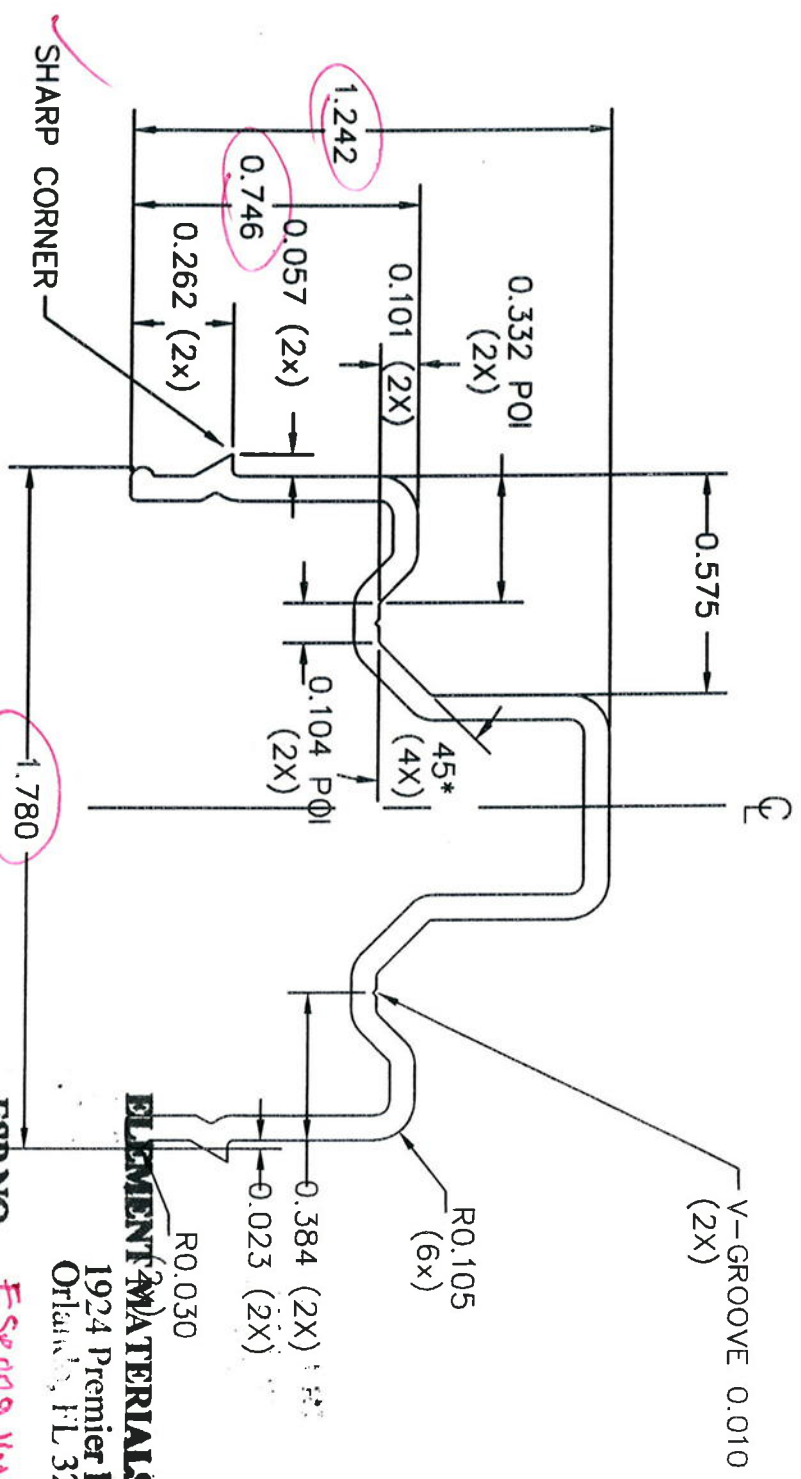 SHARP CORNER
1.242
0.746
0.262 (2x)
0.057 (2x)
0.101 (2X)
0.332 POI
(2X)
0.575
0.104 POI
(2X)
45*
(4X)
℄
1.780
V-GROOVE 0.010
(2X)
R0.105
(6x)
0.384 (2X)
0.023 (2X)
R0.030
ELEMENT MATERIALS
1924 Premier